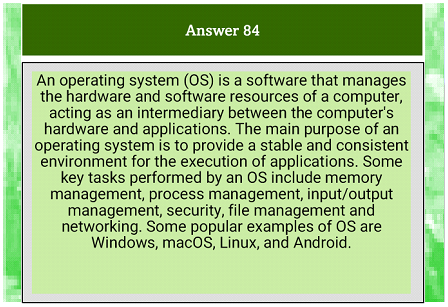 Answer 84
An operating system (OS) is a software that manages
the hardware and software resources of a computer,
acting as an intermediary between the computer's
hardware and applications. The main purpose of an
operating system is to provide a stable and consistent
environment for the execution of applications. Some
key tasks performed by an OS include memory
management, process management, input/output
management, security, file management and
networking. Some popular examples of OS are
Windows, macOS, Linux, and Android.